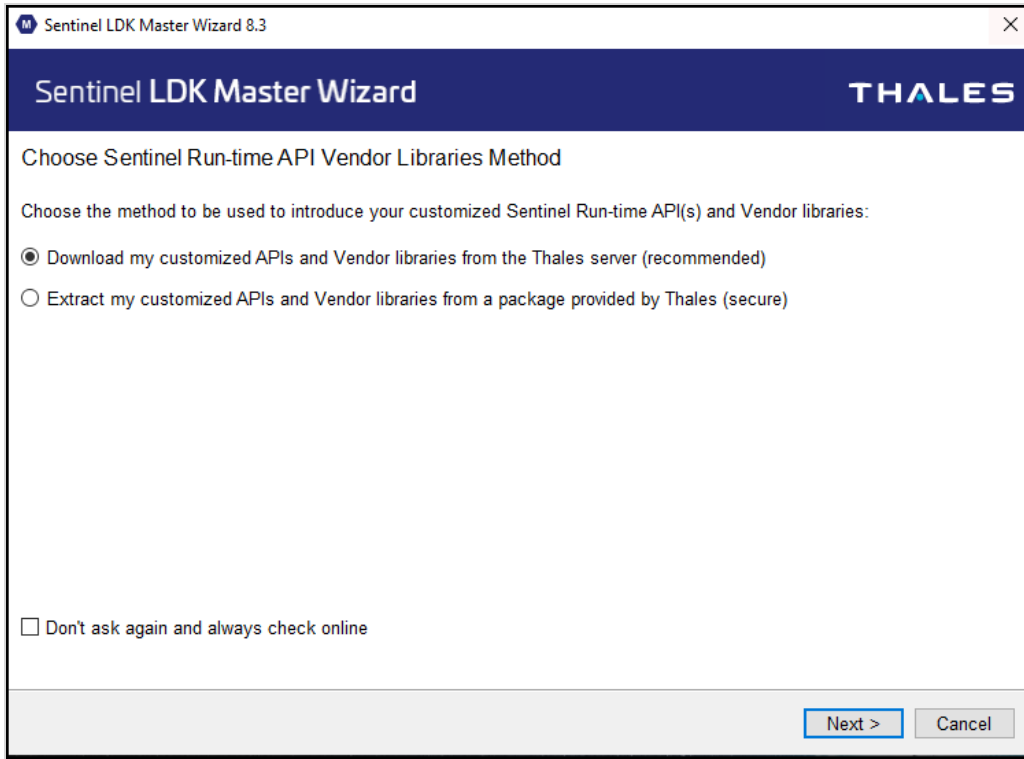 M Sentinel LDK Master Wizard 8.3
Sentinel LDK Master Wizard
THALES
Choose Sentinel Run-time API Vendor Libraries Method
Choose the method to be used to introduce your customized Sentinel Run-time API(s) and Vendor libraries:
Download my customized APIs and Vendor libraries from the Thales server (recommended)
Extract my customized APIs and Vendor libraries from a package provided by Thales (secure)
Don't ask again and always check online
Next >
Cancel